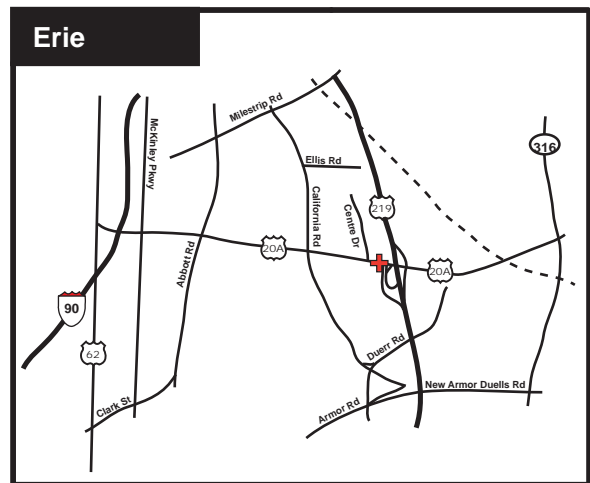 Erie
Milestrip Rd
McKinley Pkwy
316
Ellis Rd
219
California Rd
Centre Dr
20A
Abbott Rd
20A
90
62
Duerr Rd
New Armor Duells Rd
Clark St
Armor Rd